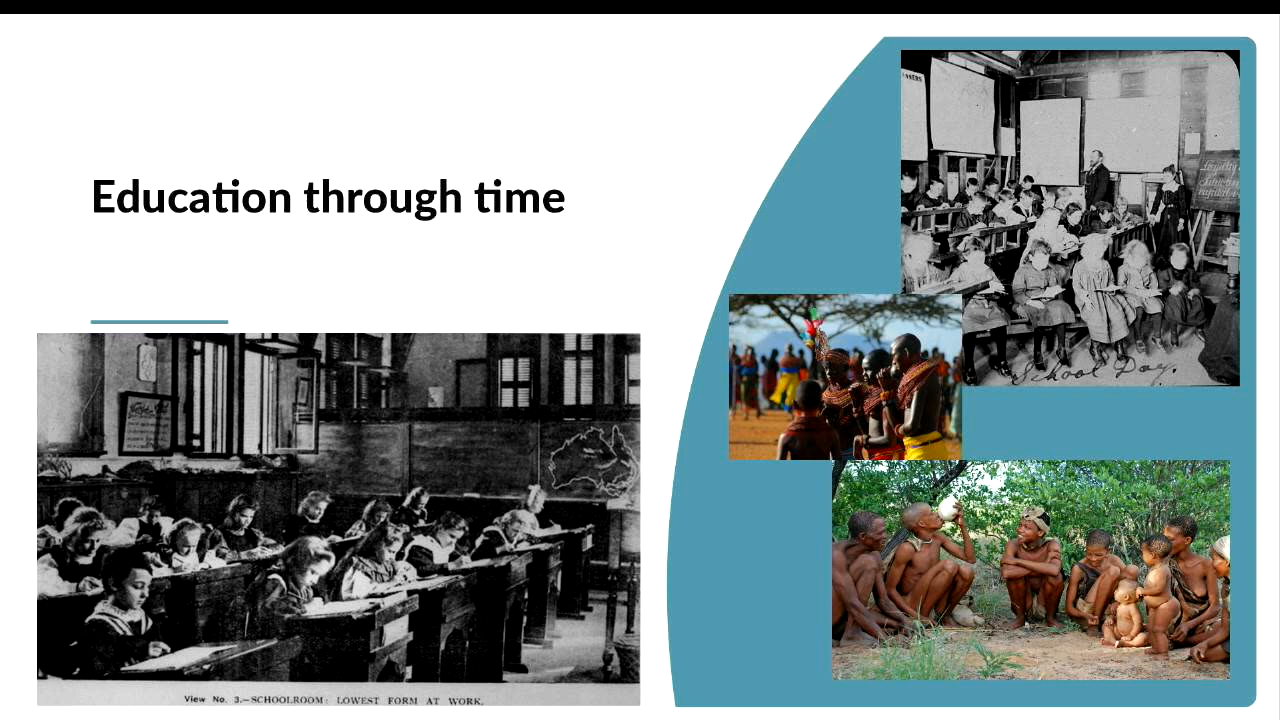 Education through time
School Day.
View No. 3.—SCHOOLROOM: LOWEST FORM AT WORK.